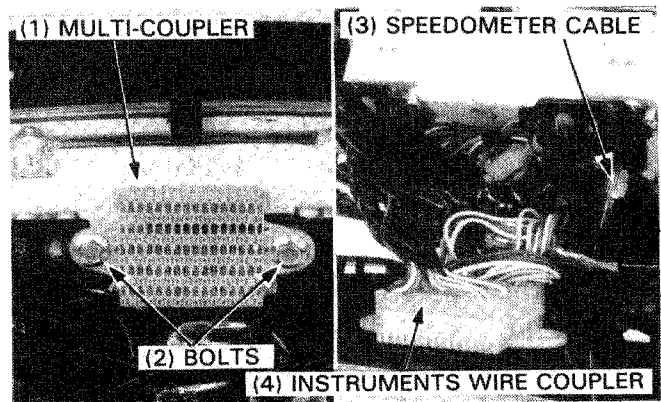 (1) MULTI-COUPLER
(3) SPEEDOMETER CABLE
(2) BOLTS
(4) INSTRUMENTS WIRE COUPLER